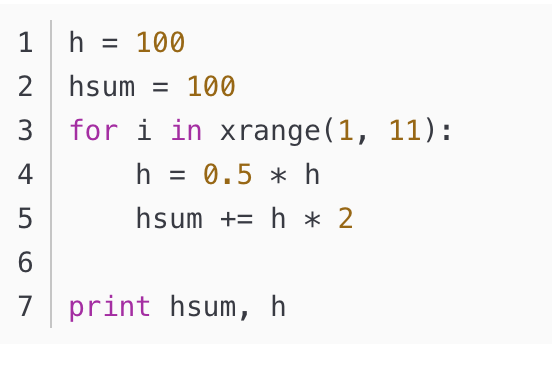 1 h = 100
2 hsum = 100
3 for i in xrange(1, 11):
4     h = 0.5 * h
5     hsum += h * 2
6
7 print hsum, h